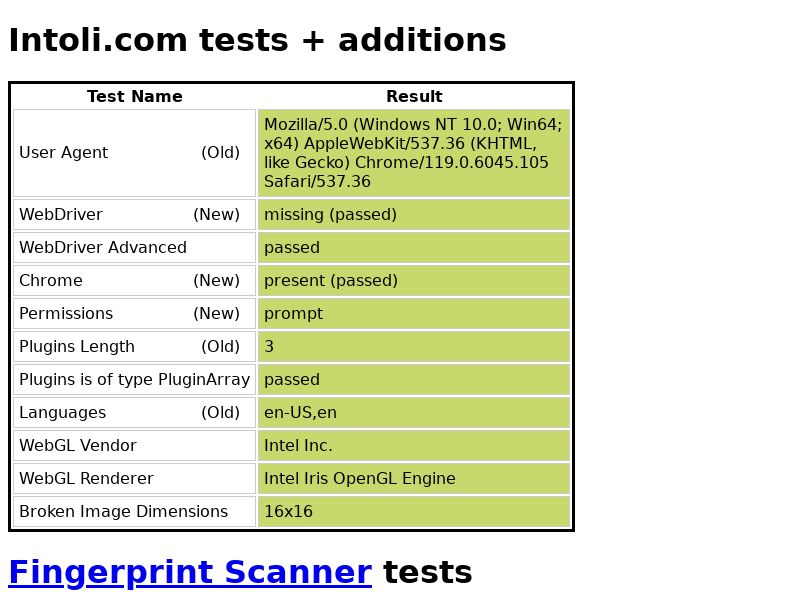 Intoli.com tests + additions
Test Name Result
User Agent (Old) Mozilla/5.0 (Windows NT 10.0; Win64;
x64) AppleWebKit/537.36 (KHTML,
like Gecko) Chrome/119.0.6045.105
Safari/537.36
WebDriver (New) missing (passed)
WebDriver Advanced passed
Chrome (New) present (passed)
Permissions (New) prompt
Plugins Length (Old) 3
Plugins is of type PluginArray passed
Languages (Old) en-US,en
WebGL Vendor Intel Inc.
WebGL Renderer Intel Iris OpenGL Engine
Broken Image Dimensions 16x16
Fingerprint Scanner tests